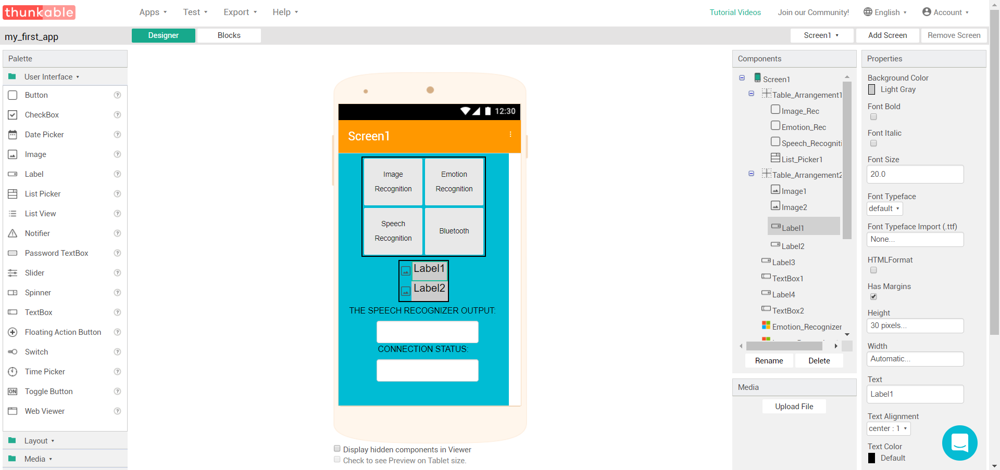 thunkable
Apps
Test
Export
Help
Tutorial Videos
Join our Community!
English
Account
my_first_app
Designer
Blocks
Screen1
Add Screen
Remove Screen
Palette
User Interface
Button
CheckBox
Date Picker
Image
Label
List Picker
List View
Notifier
Password TextBox
Slider
Spinner
TextBox
Floating Action Button
Switch
Time Picker
ON
Toggle Button
Web Viewer
Layout
Media
12:30
Screen1
Image
Recognition
Emotion
Recognition
Speech
Recognition
Bluetooth
Label1
Label2
THE SPEECH RECOGNIZER OUTPUT:
CONNECTION STATUS:
Display hidden components in Viewer
Check to see Preview on Tablet size.
Components
Screen1
Table_Arrangement1
Image_Rec
Emotion_Rec
Speech_Recogniti
List_Picker1
Table_Arrangement2
Image1
Image2
Label1
Label2
Label3
TextBox1
Label4
TextBox2
Emotion_Recognizer
Rename
Delete
Media
Upload File
Properties
Background Color
Light Gray
Font Bold
Font Italic
Font Size
20.0
Font Typeface
default
Font Typeface Import (.ttf)
None...
HTMLFormat
Has Margins
Height
30 pixels...
Width
Automatic...
Text
Label1
Text Alignment
center : 1
Text Color
Default